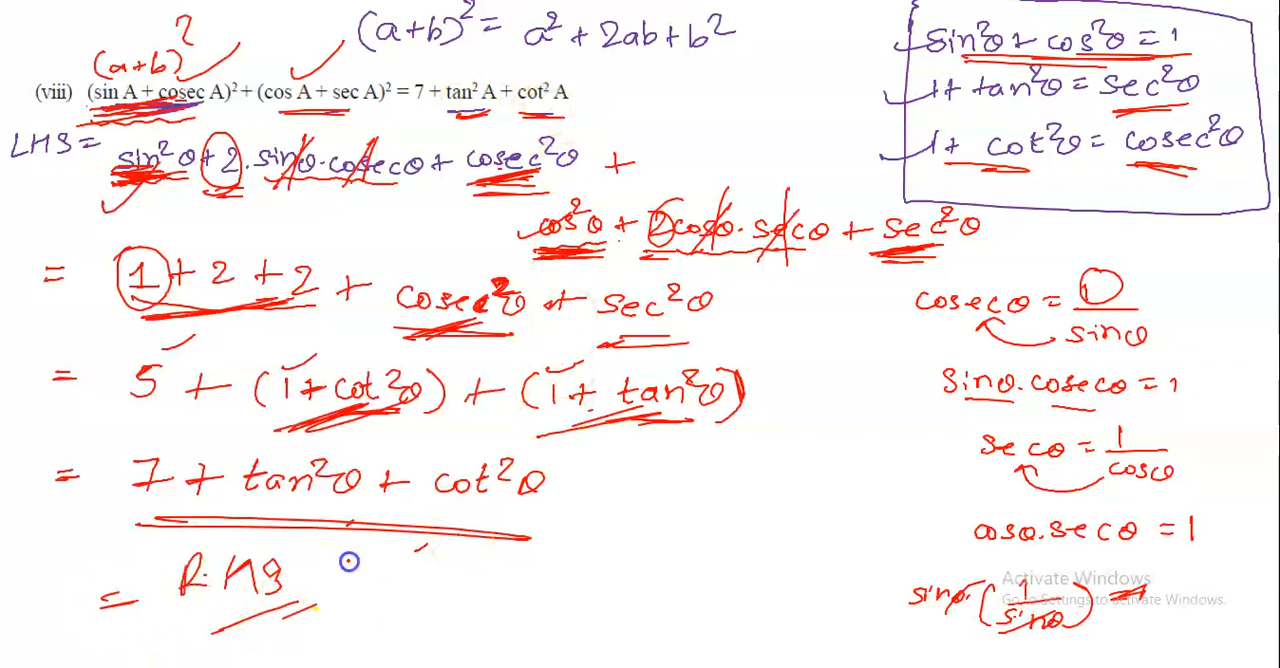 (a+b)² = a² + 2ab + b²
(a+b)²
(viii) (sin A + cosec A)² + (cos A + sec A)² = 7 + tan² A + cot² A
LHS = sin²θ + 2.sinθ.cosecθ + cosec²θ +
cos²θ + 2cosθ.secθ + sec²θ
= 1 + 2 + 2 + cosec²θ + sec²θ
= 5 + (1+cot²θ) + (1+ tan²θ)
= 7 + tan²θ + cot²θ
= R.HS
sin²θ + cos²θ = 1
1+ tan²θ = sec²θ
1+ cot²θ = cosec²θ
cosecθ = 1/sinθ
sinθ.cosecθ = 1
secθ = 1/cosθ
cosθ.secθ = 1
sinθ.(1/sinθ) =
Activate Windows
Go to Settings to activate Windows.